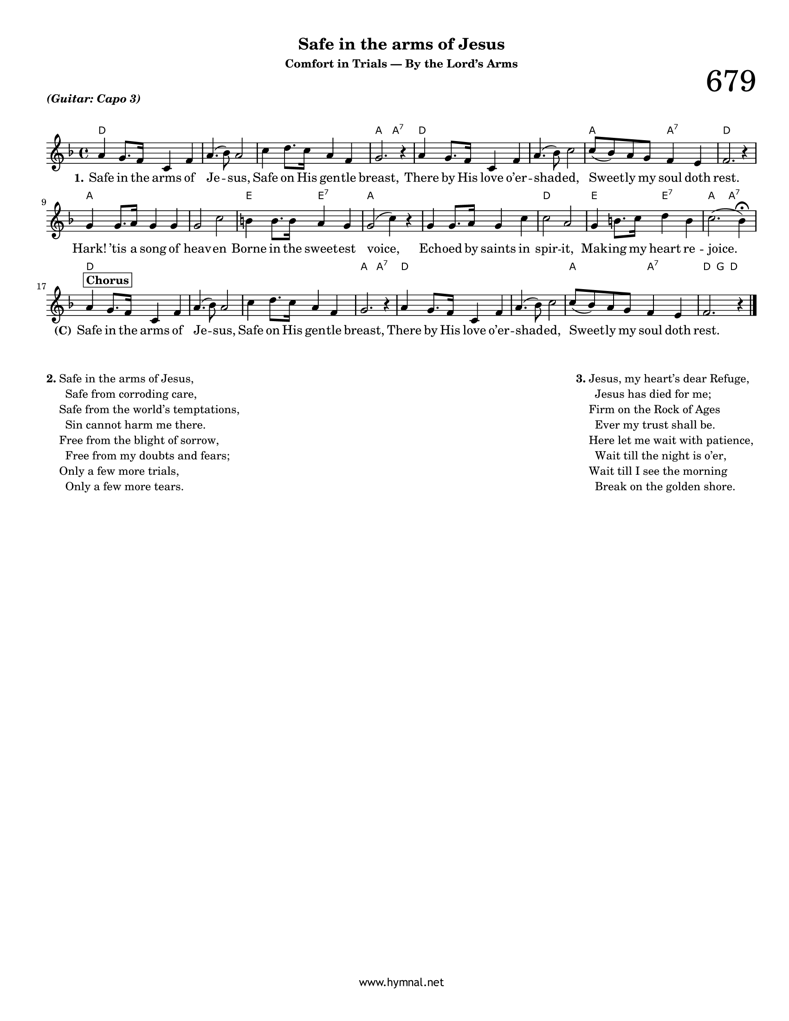 Safe in the arms of Jesus
Comfort in Trials — By the Lord's Arms
679
(Guitar: Capo 3)
D A A7 D A A7 D
1. Safe in the arms of Je - sus, Safe on His gentle breast, There by His love o'er - shaded, Sweetly my soul doth rest.
9
A E E7 A D E E7 A A7
Hark! 'tis a song of heaven Borne in the sweetest voice, Echoed by saints in spir-it, Making my heart re - joice.
D A A7 D A A7 D G D
Chorus
17
(C) Safe in the arms of Je-sus, Safe on His gentle breast, There by His love o'er-shaded, Sweetly my soul doth rest.
2. Safe in the arms of Jesus,
Safe from corroding care,
Safe from the world's temptations,
Sin cannot harm me there.
Free from the blight of sorrow,
Free from my doubts and fears;
Only a few more trials,
Only a few more tears.
3. Jesus, my heart's dear Refuge,
Jesus has died for me;
Firm on the Rock of Ages
Ever my trust shall be.
Here let me wait with patience,
Wait till the night is o'er,
Wait till I see the morning
Break on the golden shore.
www.hymnal.net